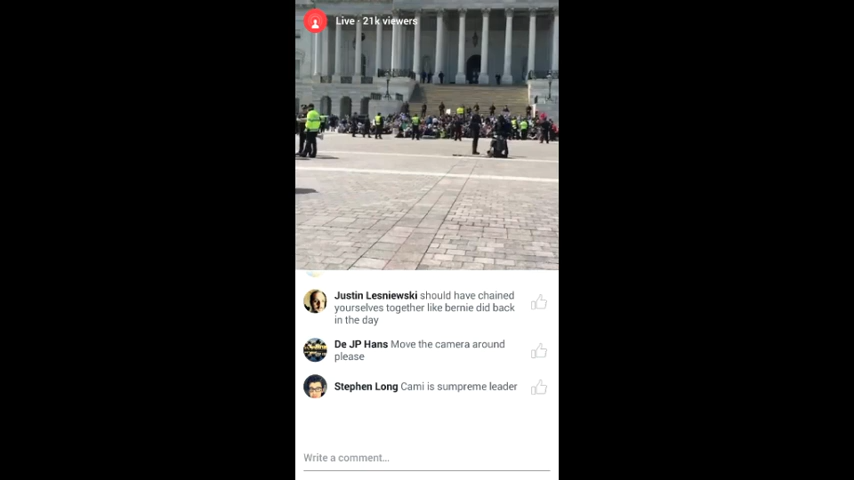 Live · 21k viewers
Justin Lesniewski should have chained
yourselves together like bernie did back
in the day
De JP Hans Move the camera around
please
Stephen Long Cami is sumpreme leader
Write a comment...